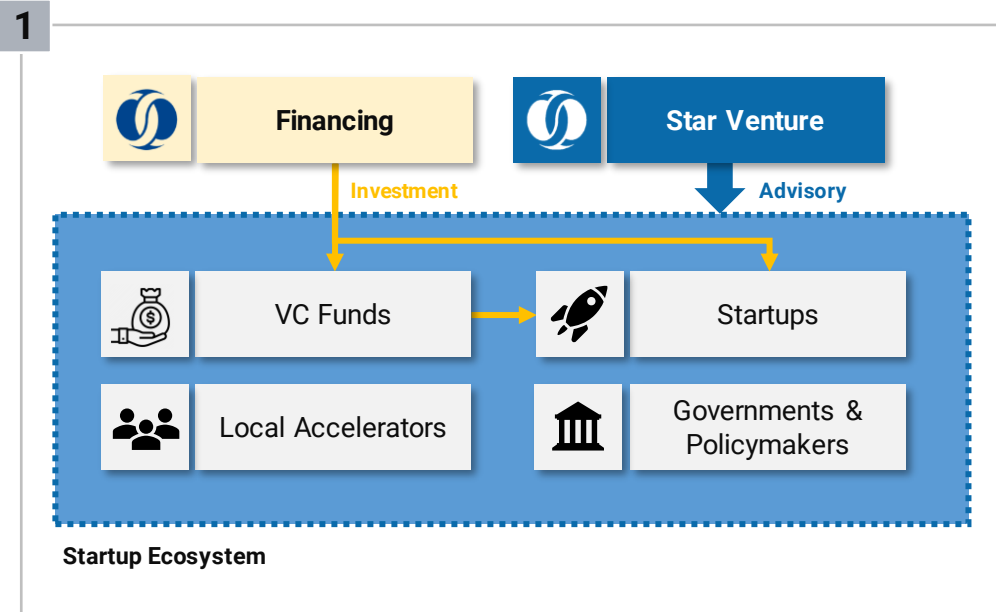 1
Financing
Star Venture
Investment
Advisory
VC Funds
Startups
Local Accelerators
Governments &
Policymakers
Startup Ecosystem